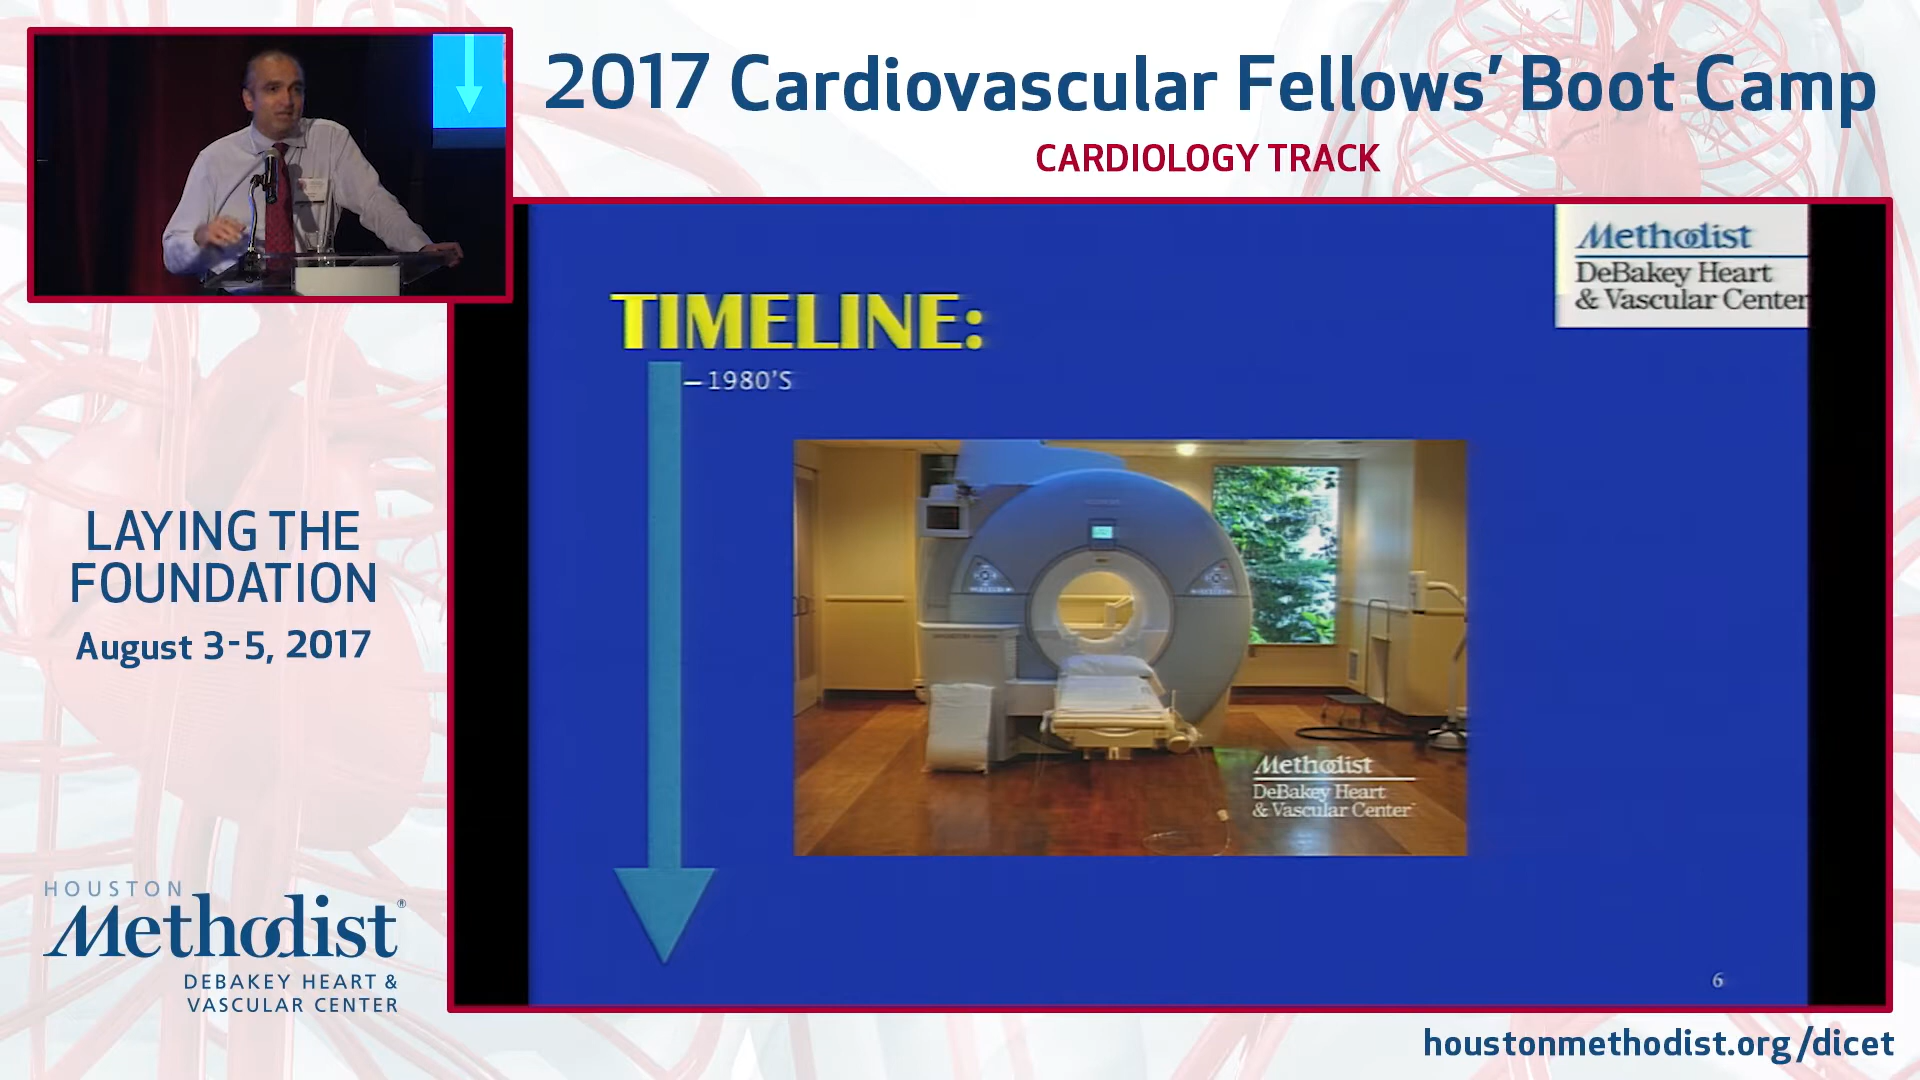 2017 Cardiovascular Fellows' Boot Camp
CARDIOLOGY TRACK
Methodist
DeBakey Heart
& Vascular Center
TIMELINE:
–1980'S
Methodist
DeBakey Heart
& Vascular Center
6
LAYING THE
FOUNDATION
August 3-5, 2017
HOUSTON
Methodist®
DEBAKEY HEART &
VASCULAR CENTER
houstonmethodist.org/dicet